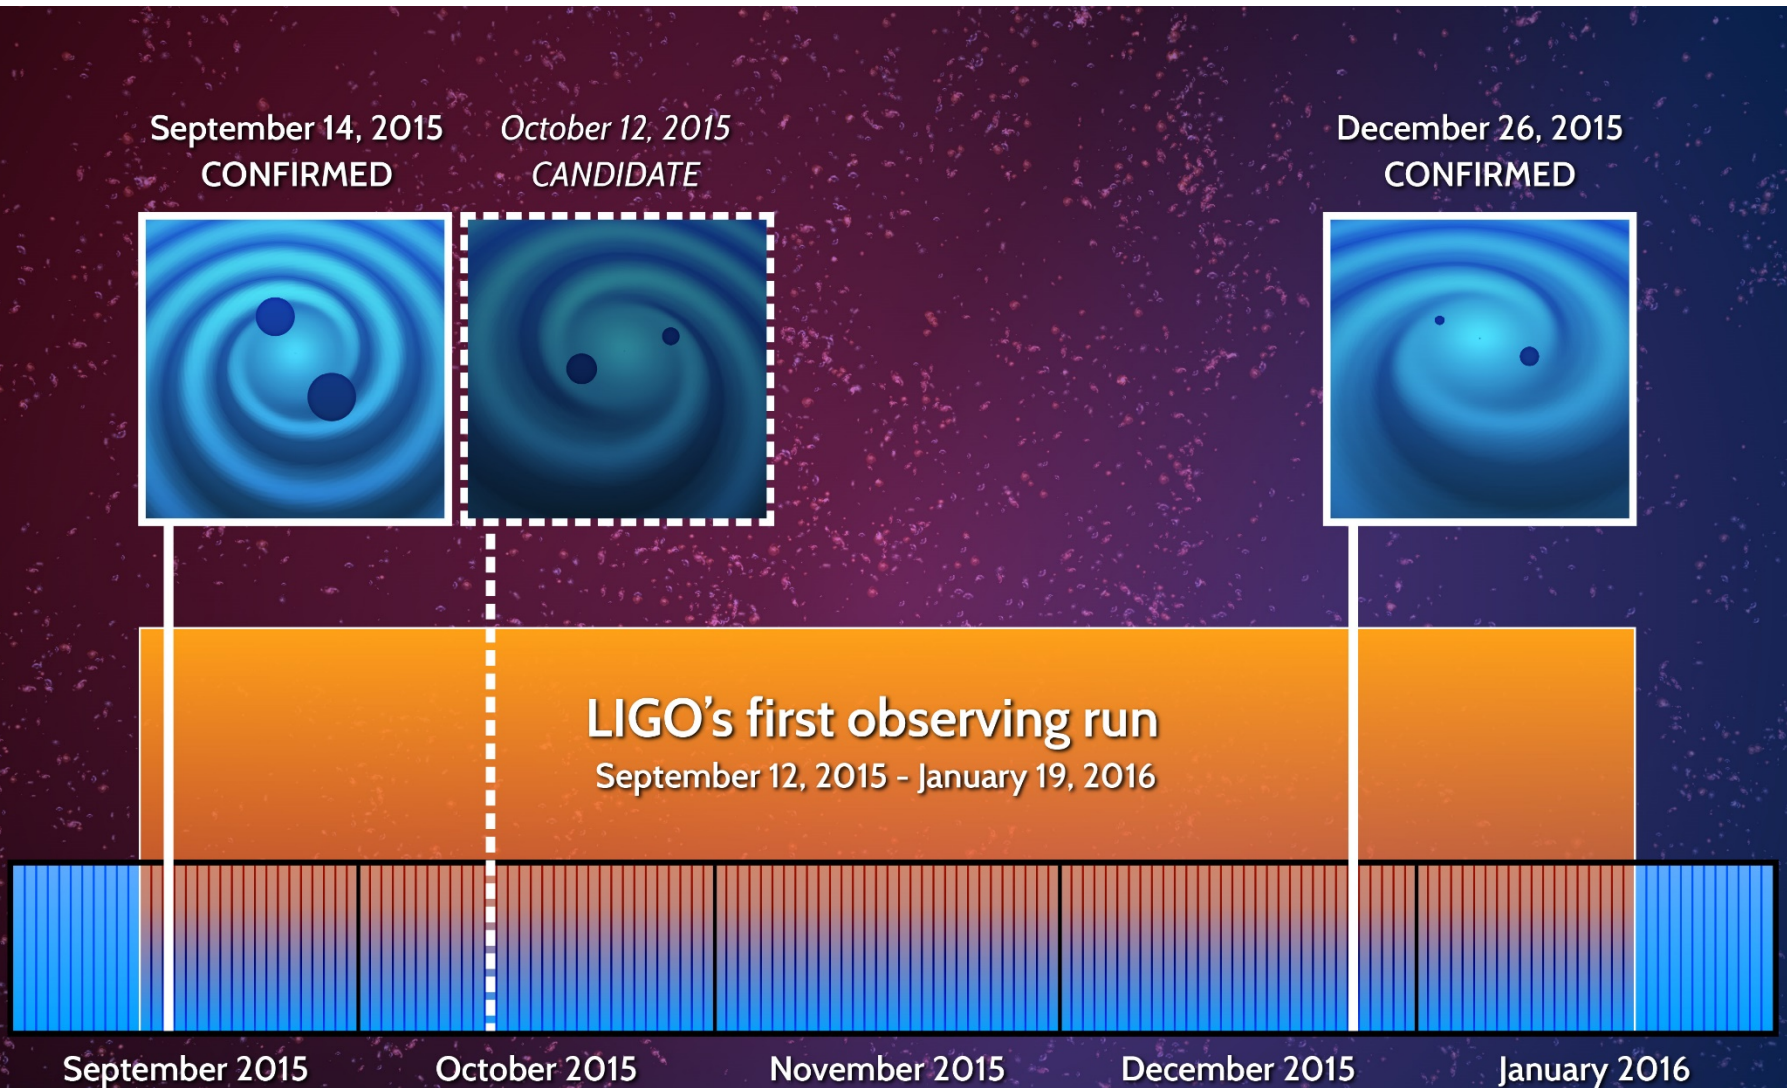 September 14, 2015
CONFIRMED
October 12, 2015
CANDIDATE
December 26, 2015
CONFIRMED
LIGO’s first observing run
September 12, 2015 - January 19, 2016
September 2015
October 2015
November 2015
December 2015
January 2016